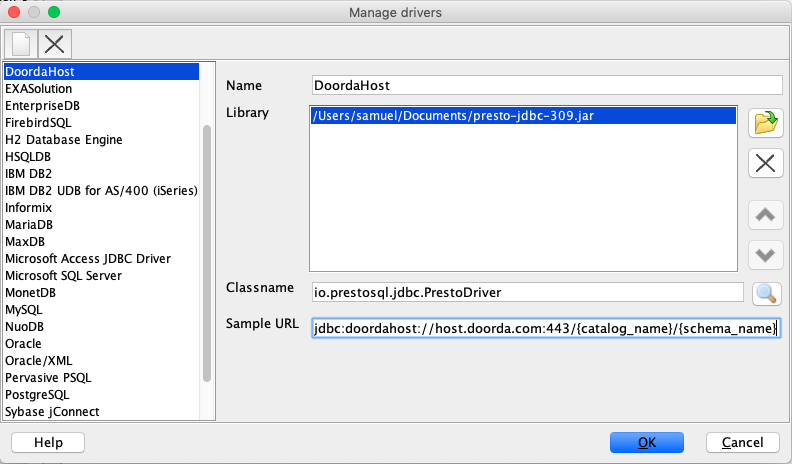 Manage drivers
DoordaHost
EXASolution
EnterpriseDB
FirebirdSQL
H2 Database Engine
HSQLDB
IBM DB2
IBM DB2 UDB for AS/400 (iSeries)
Informix
MariaDB
MaxDB
Microsoft Access JDBC Driver
Microsoft SQL Server
MonetDB
MySQL
NuoDB
Oracle
Oracle/XML
Pervasive PSQL
PostgreSQL
Sybase jConnect
Name
DoordaHost
Library
/Users/samuel/Documents/presto-jdbc-309.jar
Classname
io.prestosql.jdbc.PrestoDriver
Sample URL
jdbc:doordahost://host.doorda.com:443/{catalog_name}/{schema_name}
Help
OK
Cancel